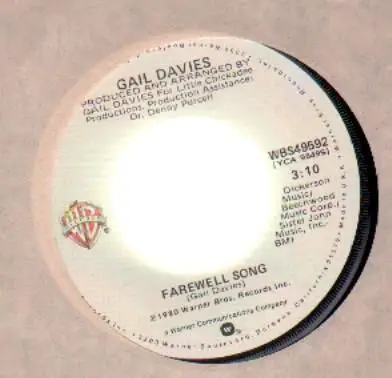 GAIL DAVIES
PRODUCED AND ARRANGED BY
GAIL DAVIES For Little Chickadee
Productions, Production Assistance:
Dr. Denny Purcell
WBS49592
3:10
Dickerson
Music/
Beechwood
Music Corp./
Sister John
Music, Inc.-
BMI
FAREWELL SONG
(Gail Davies)
℗1980 Warner Bros. Records Inc.
a Warner Communications Company
W
Made in U.S.A.